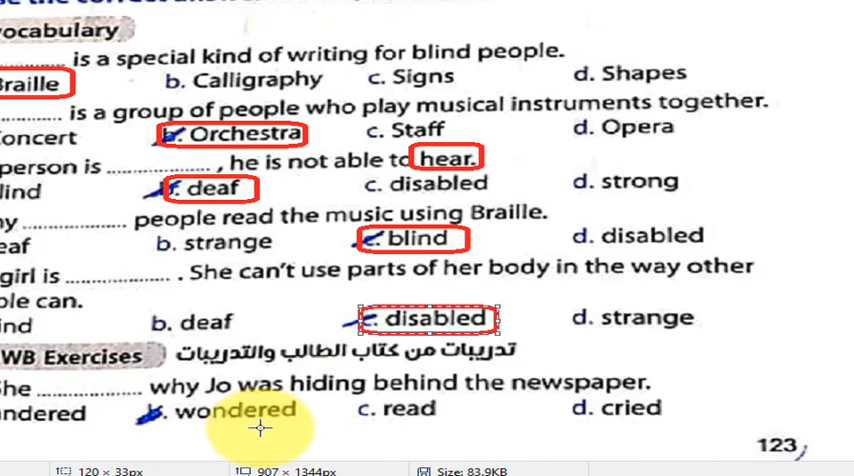 ocabulary
............ is a special kind of writing for blind people.
Braille b. Calligraphy c. Signs d. Shapes
............ is a group of people who play musical instruments together.
oncert b. Orchestra c. Staff d. Opera
person is ............ , he is not able to hear.
lind b. deaf c. disabled d. strong
ny ............ people read the music using Braille.
eaf b. strange c. blind d. disabled
girl is ............ . She can't use parts of her body in the way other
ple can.
ind b. deaf c. disabled d. strange
WB Exercises تدريبات من كتاب الطالب والتدريبات
She ............ why Jo was hiding behind the newspaper.
andered b. wondered c. read d. cried
123
120 × 33px 907 × 1344px Size: 83.9KB